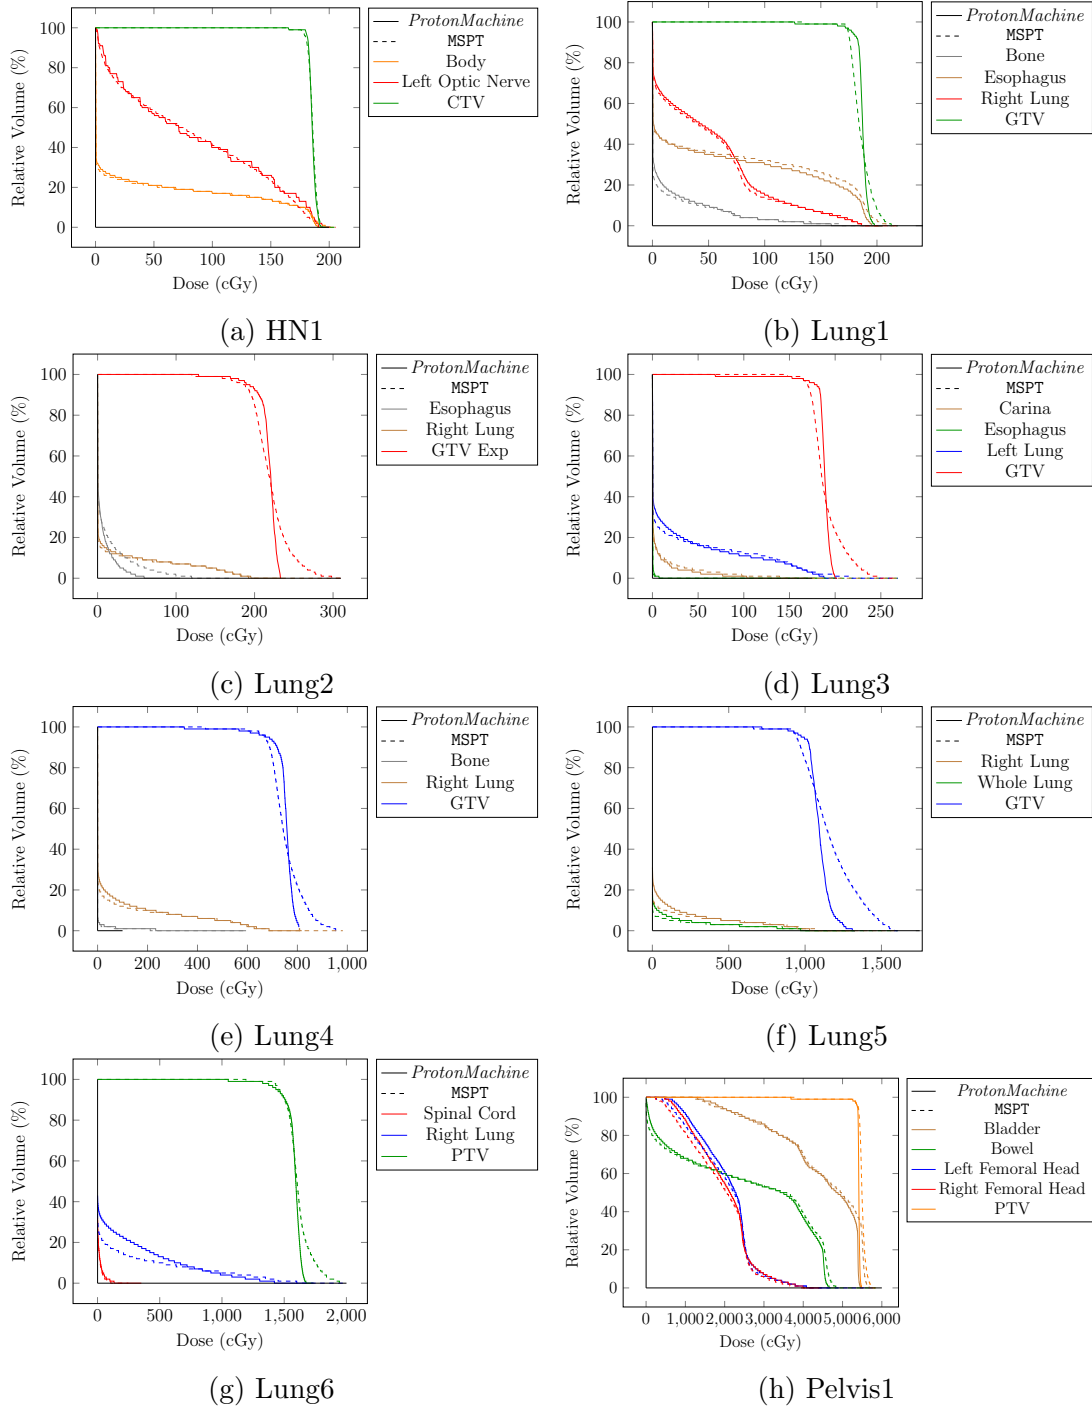 100
80
60
40
20
0
0
50
100
150
200
Dose (cGy)
Relative Volume (%)
ProtonMachine
MSPT
Body
Left Optic Nerve
CTV
(a) HN1
100
80
60
40
20
0
0
50
100
150
200
Dose (cGy)
Relative Volume (%)
ProtonMachine
MSPT
Bone
Esophagus
Right Lung
GTV
(b) Lung1
100
80
60
40
20
0
0
100
200
300
Dose (cGy)
Relative Volume (%)
ProtonMachine
MSPT
Esophagus
Right Lung
GTV Exp
(c) Lung2
100
80
60
40
20
0
0
50
100
150
200
250
Dose (cGy)
Relative Volume (%)
ProtonMachine
MSPT
Carina
Esophagus
Left Lung
GTV
(d) Lung3
100
80
60
40
20
0
0
200
400
600
800
1,000
Dose (cGy)
Relative Volume (%)
ProtonMachine
MSPT
Bone
Right Lung
GTV
(e) Lung4
100
80
60
40
20
0
0
500
1,000
1,500
Dose (cGy)
Relative Volume (%)
ProtonMachine
MSPT
Right Lung
Whole Lung
GTV
(f) Lung5
100
80
60
40
20
0
0
500
1,000
1,500
2,000
Dose (cGy)
Relative Volume (%)
ProtonMachine
MSPT
Spinal Cord
Right Lung
PTV
(g) Lung6
100
80
60
40
20
0
0
1,000
2,000
3,000
4,000
5,000
6,000
Dose (cGy)
Relative Volume (%)
ProtonMachine
MSPT
Bladder
Bowel
Left Femoral Head
Right Femoral Head
PTV
(h) Pelvis1